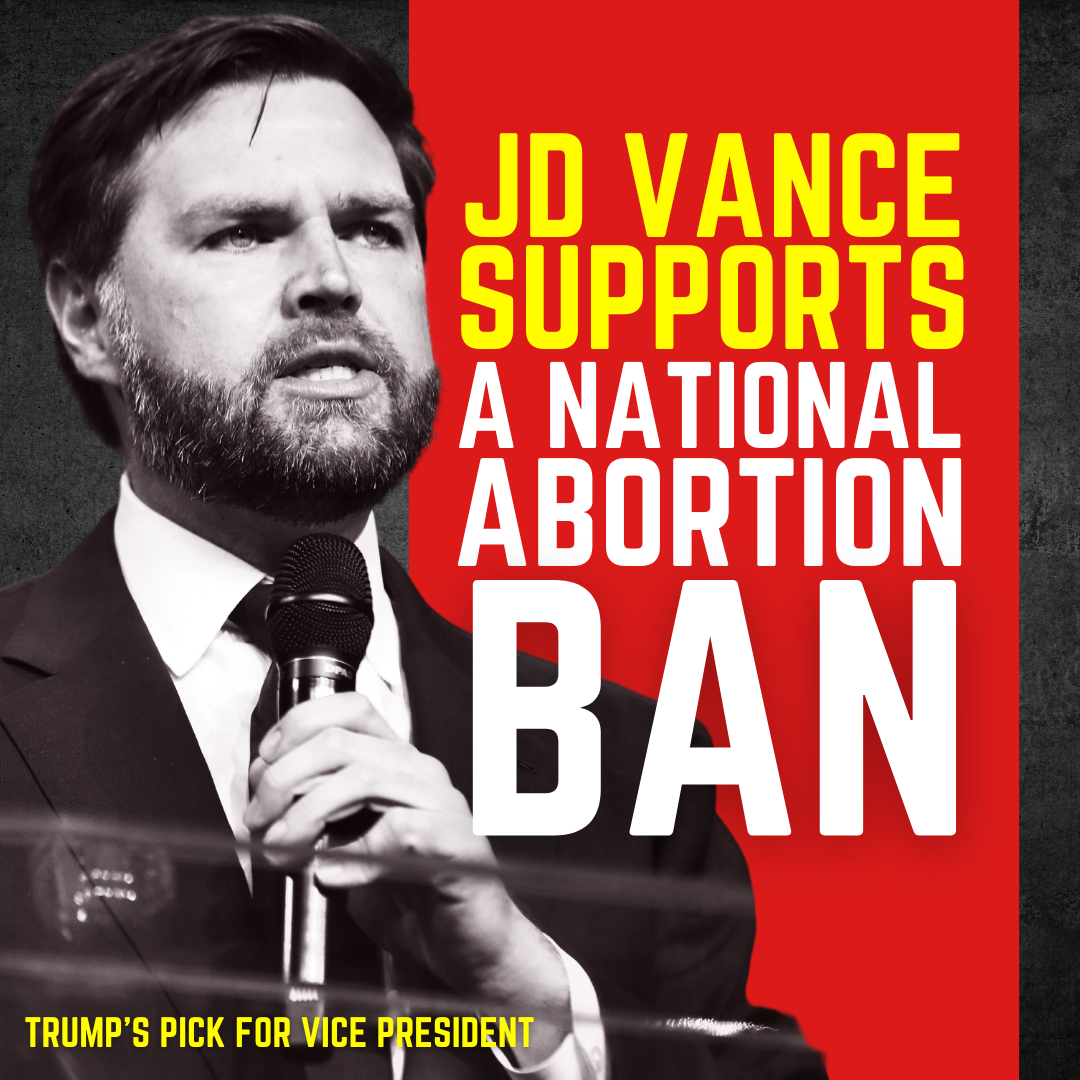 JD VANCE
SUPPORTS
A NATIONAL
ABORTION
BAN
TRUMP'S PICK FOR VICE PRESIDENT